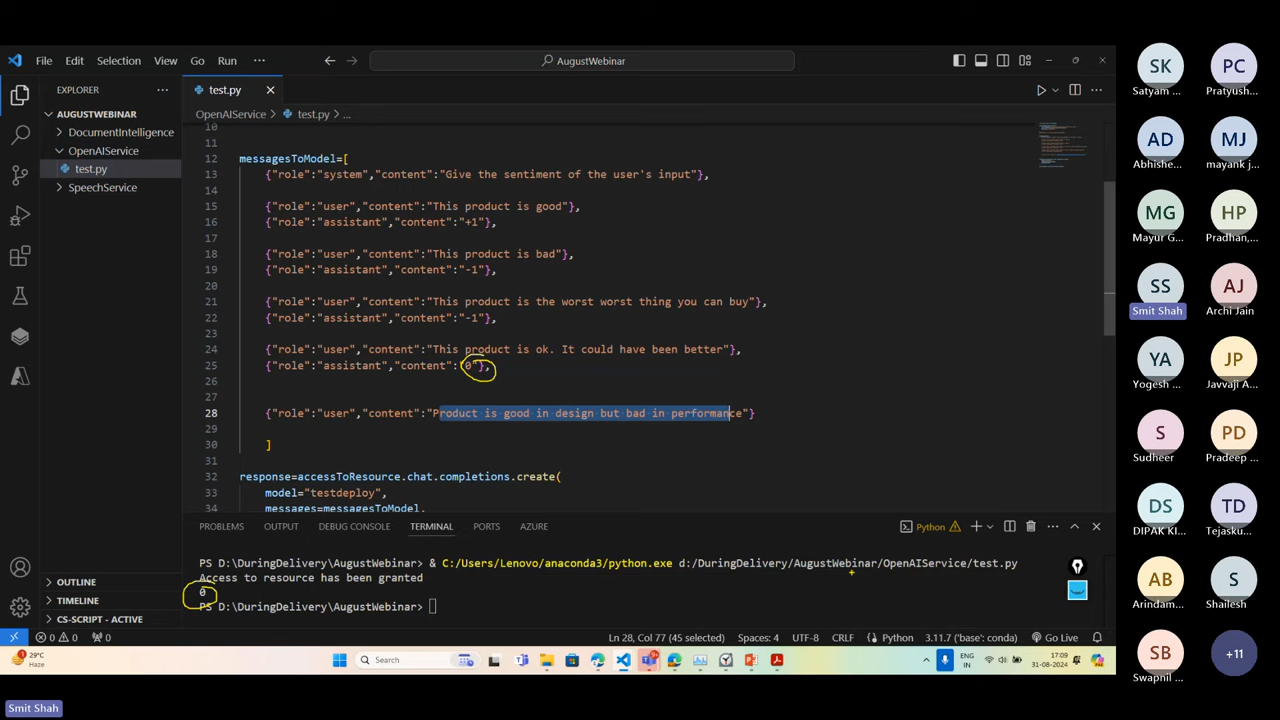 File Edit Selection View Go Run ··· AugustWebinar
EXPLORER ···
test.py
AUGUSTWEBINAR
DocumentIntelligence
OpenAIService
test.py
SpeechService
OUTLINE
TIMELINE
CS-SCRIPT - ACTIVE
OpenAIService > test.py > ...
10
11
12 messagesToModel=[
13 {"role":"system","content":"Give the sentiment of the user's input"},
14
15 {"role":"user","content":"This product is good"},
16 {"role":"assistant","content":"+1"},
17
18 {"role":"user","content":"This product is bad"},
19 {"role":"assistant","content":"-1"},
20
21 {"role":"user","content":"This product is the worst worst thing you can buy"},
22 {"role":"assistant","content":"-1"},
23
24 {"role":"user","content":"This product is ok. It could have been better"},
25 {"role":"assistant","content":"0"},
26
27
28 {"role":"user","content":"Product is good in design but bad in performance"}
29
30 ]
31
32 response=accessToResource.chat.completions.create(
33 model="testdeploy",
34 messages=messagesToModel,
PROBLEMS OUTPUT DEBUG CONSOLE TERMINAL PORTS AZURE Python
PS D:\DuringDelivery\AugustWebinar> & C:/Users/Lenovo/anaconda3/python.exe d:/DuringDelivery/AugustWebinar/OpenAIService/test.py
Access to resource has been granted
0
PS D:\DuringDelivery\AugustWebinar>
0 0 0 Ln 28, Col 77 (45 selected) Spaces: 4 UTF-8 CRLF Python 3.11.7 ('base': conda) Go Live
1
29°C
Haze
Search
ENG
IN
17:09
31-08-2024
Smit Shah
SK
Satyam ...
PC
Pratyush...
AD
Abhishe...
MJ
mayank j...
MG
Mayur G...
HP
Pradhan,...
SS
Smit Shah
AJ
Archi Jain
YA
Yogesh ...
JP
Javvaji A...
S
Sudheer
PD
Pradeep ...
DS
DIPAK KI...
TD
Tejasku...
AB
Arindam...
S
Shailesh
SB
Swapnil ...
+11